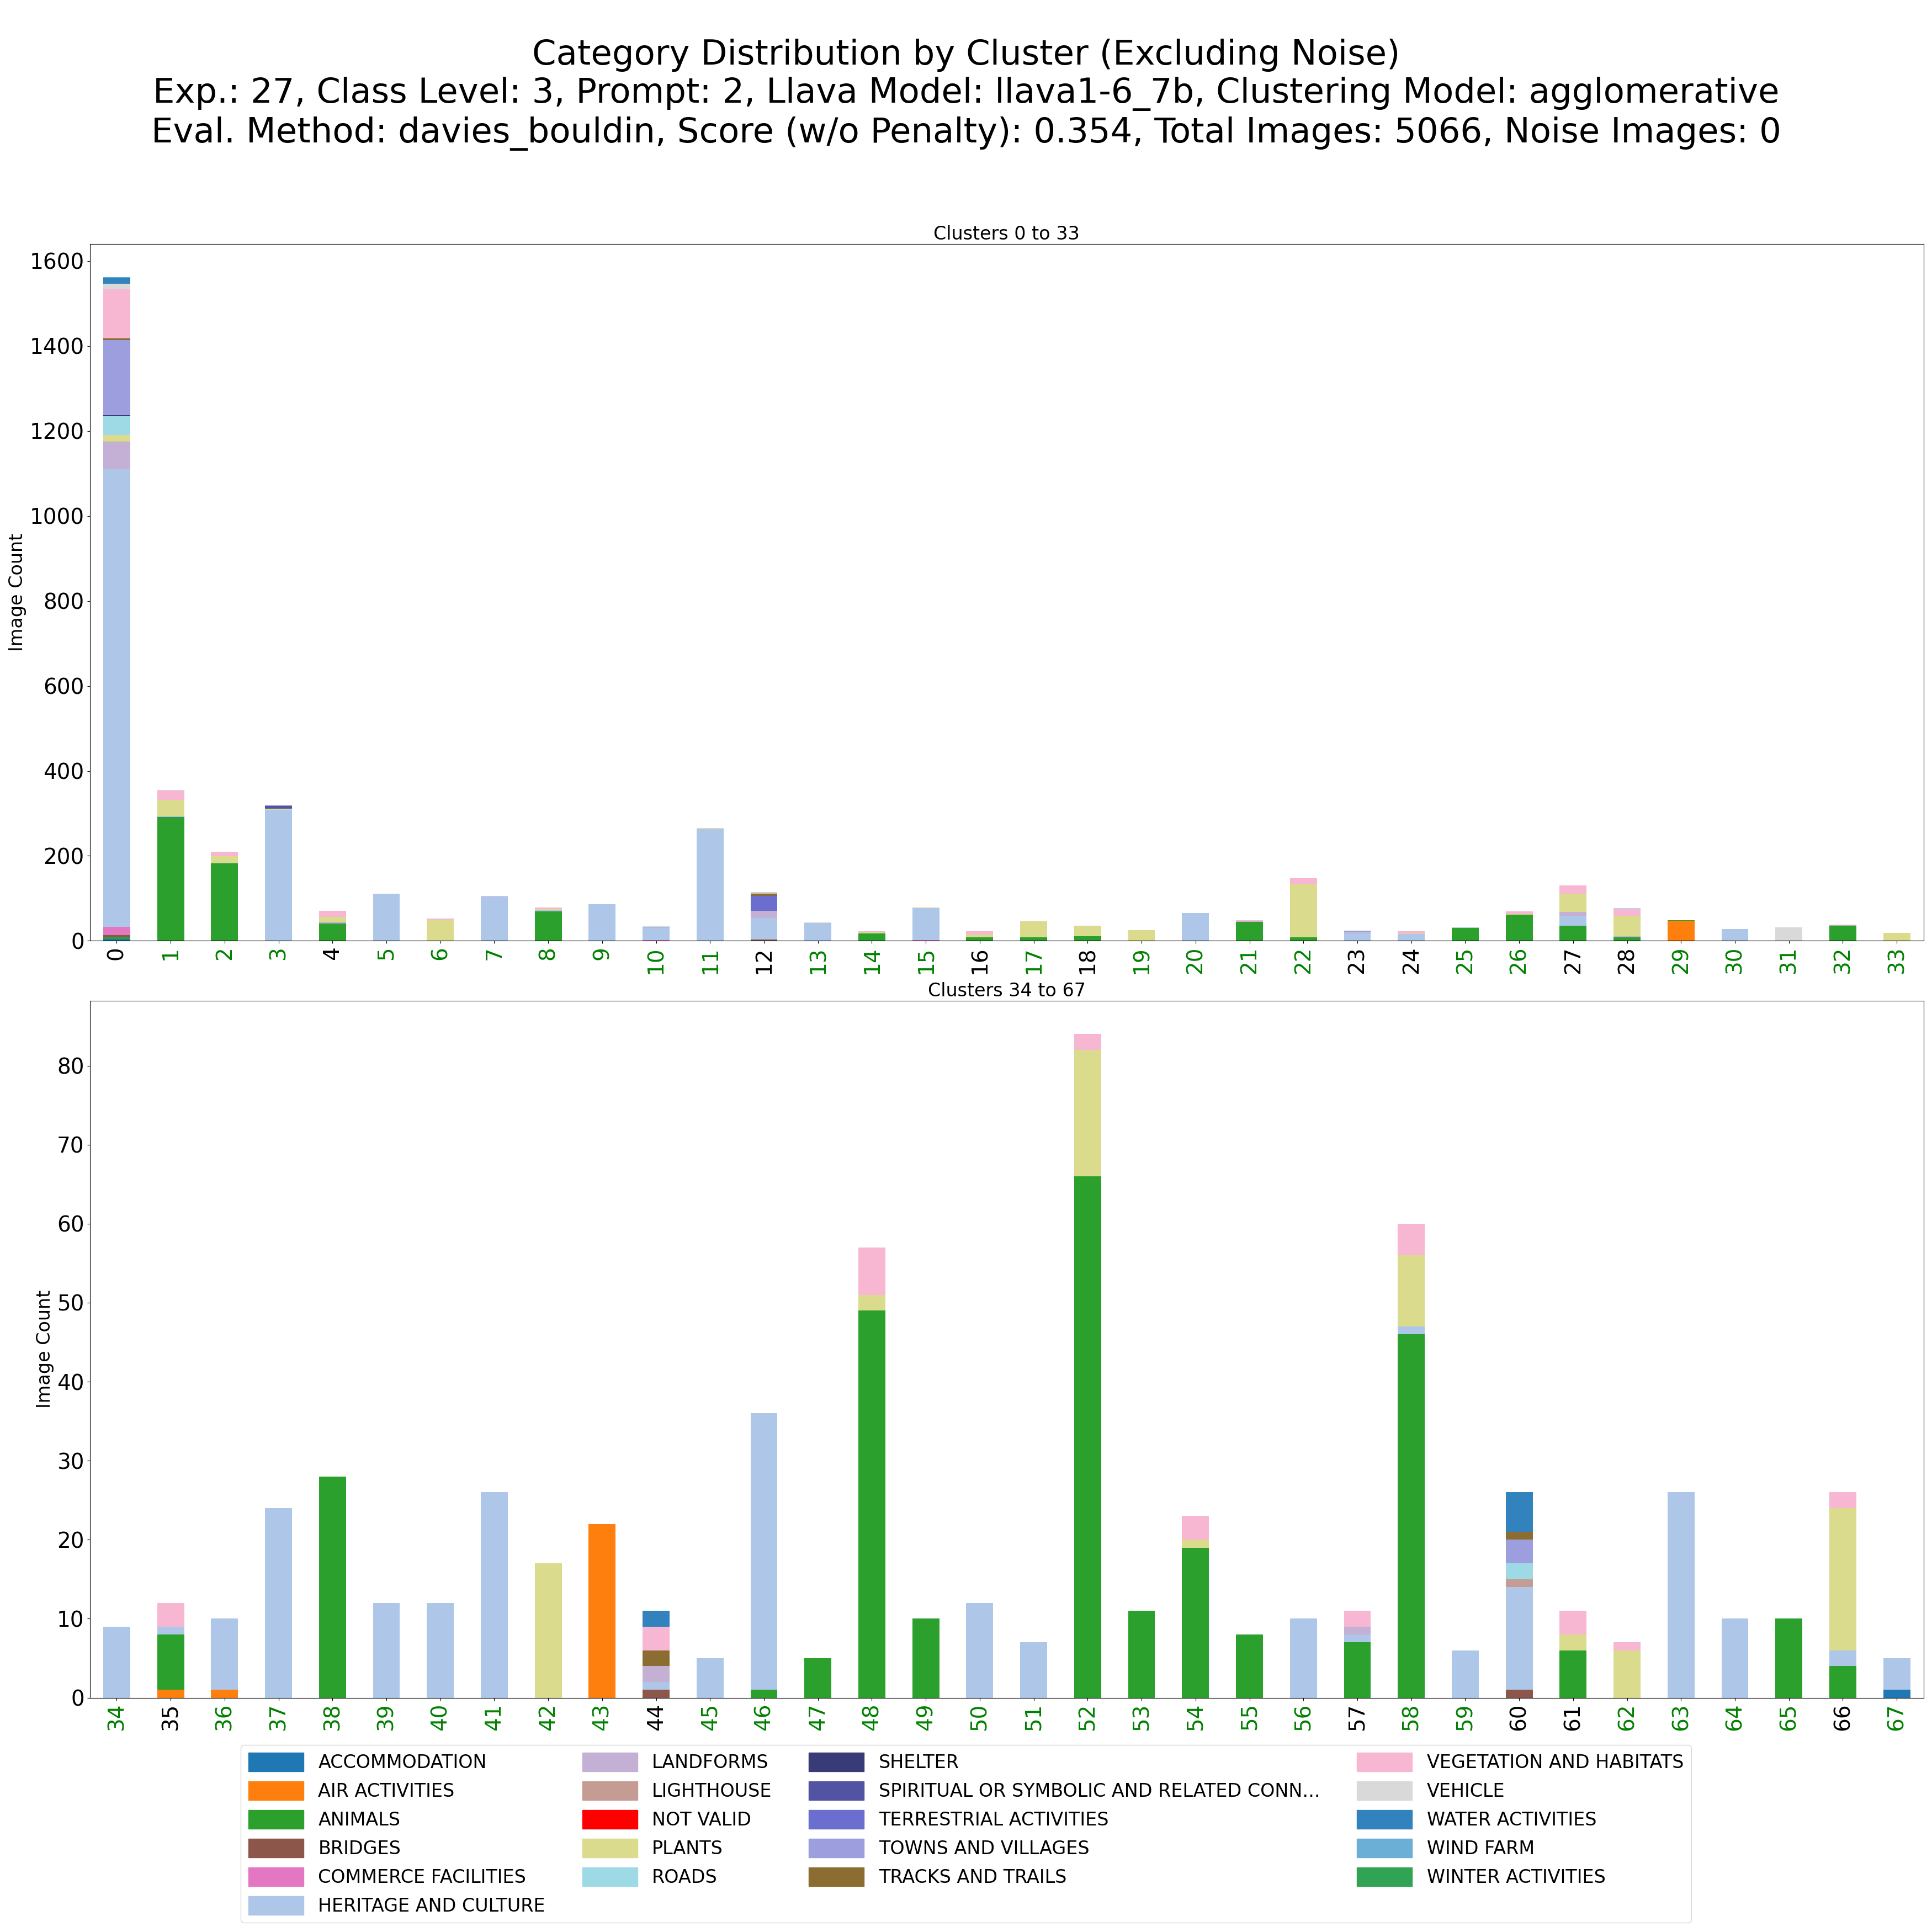 Category Distribution by Cluster (Excluding Noise)
Exp.: 27, Class Level: 3, Prompt: 2, Llava Model: llava1-6_7b, Clustering Model: agglomerative
Eval. Method: davies_bouldin, Score (w/o Penalty): 0.354, Total Images: 5066, Noise Images: 0
Clusters 0 to 33
1600
1400
1200
1000
800
600
400
200
0
Image Count
0 1 2 3 4 5 6 7 8 9 10 11 12 13 14 15 16 17 18 19 20 21 22 23 24 25 26 27 28 29 30 31 32 33
Clusters 34 to 67
80
70
60
50
40
30
20
10
0
Image Count
34 35 36 37 38 39 40 41 42 43 44 45 46 47 48 49 50 51 52 53 54 55 56 57 58 59 60 61 62 63 64 65 66 67
ACCOMMODATION
AIR ACTIVITIES
ANIMALS
BRIDGES
COMMERCE FACILITIES
HERITAGE AND CULTURE
LANDFORMS
LIGHTHOUSE
NOT VALID
PLANTS
ROADS
SHELTER
SPIRITUAL OR SYMBOLIC AND RELATED CONN...
TERRESTRIAL ACTIVITIES
TOWNS AND VILLAGES
TRACKS AND TRAILS
VEGETATION AND HABITATS
VEHICLE
WATER ACTIVITIES
WIND FARM
WINTER ACTIVITIES